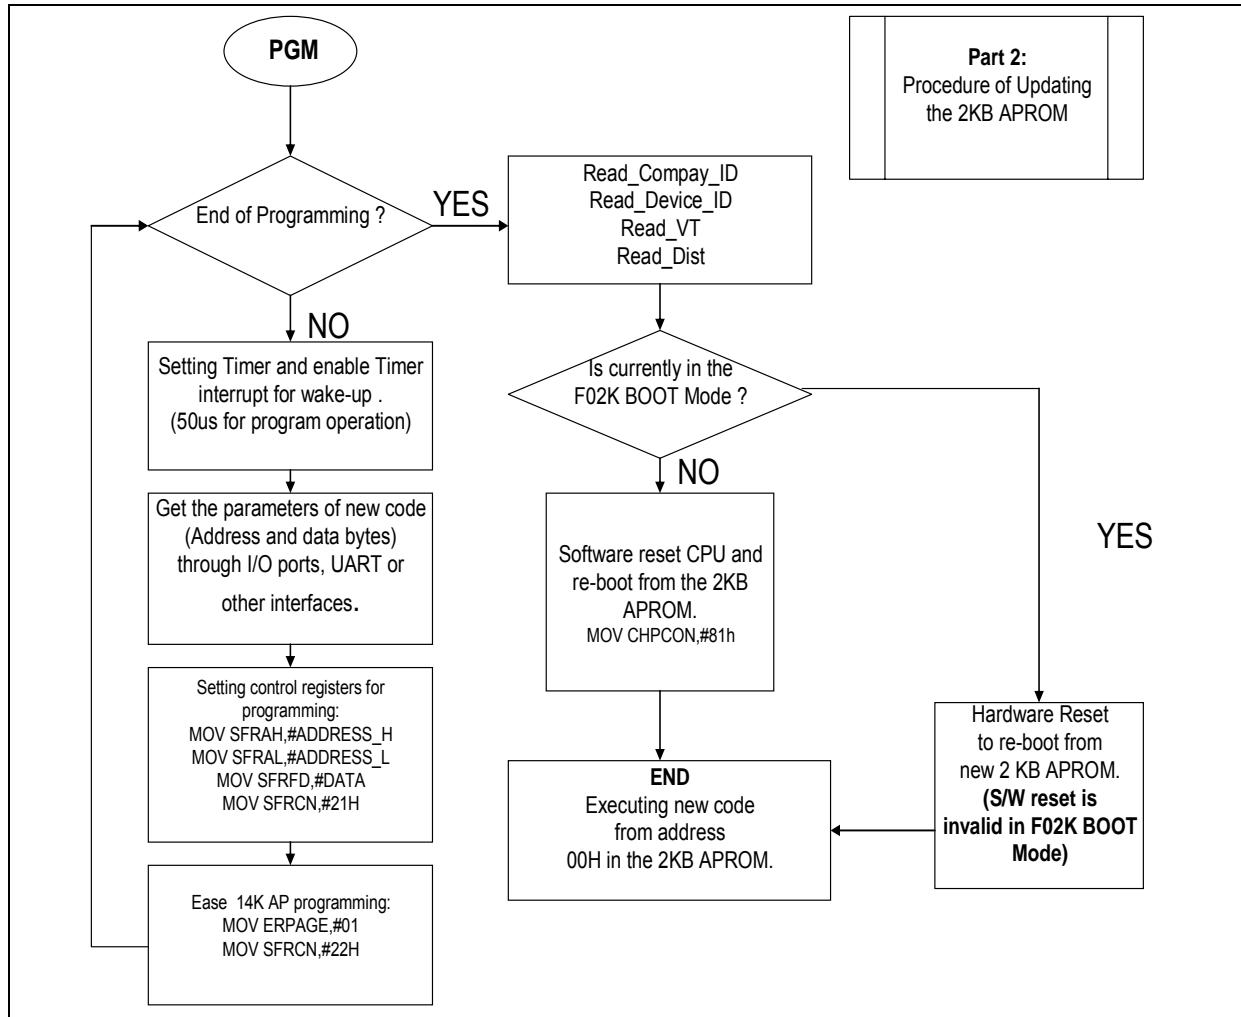 PGM
Part 2:
Procedure of Updating
the 2KB APROM
End of Programming ?
YES
Read_Compay_ID
Read_Device_ID
Read_VT
Read_Dist
NO
Setting Timer and enable Timer
interrupt for wake-up .
(50us for program operation)
Is currently in the
F02K BOOT Mode ?
NO
YES
Get the parameters of new code
(Address and data bytes)
through I/O ports, UART or
other interfaces.
Software reset CPU and
re-boot from the 2KB
APROM.
MOV CHPCON,#81h
Setting control registers for
programming:
MOV SFRAH,#ADDRESS_H
MOV SFRAL,#ADDRESS_L
MOV SFRFD,#DATA
MOV SFRCN,#21H
Hardware Reset
to re-boot from
new 2 KB APROM.
(S/W reset is
invalid in F02K BOOT
Mode)
END
Executing new code
from address
00H in the 2KB APROM.
Ease 14K AP programming:
MOV ERPAGE,#01
MOV SFRCN,#22H